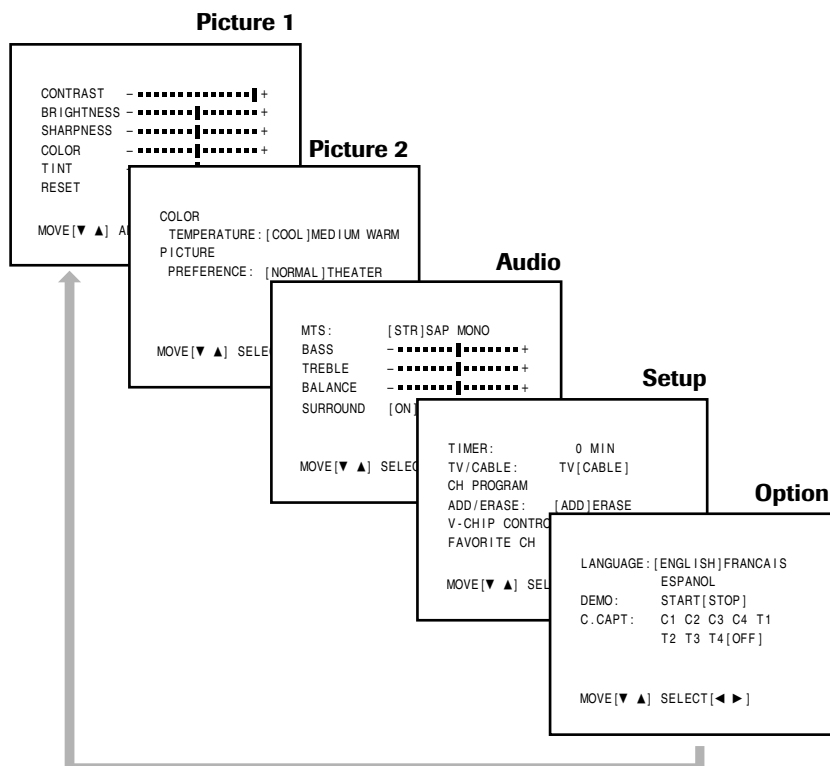 Picture 1
CONTRAST - +
BRIGHTNESS - +
SHARPNESS - +
COLOR - +
TINT -
RESET
MOVE[▼ ▲]
Picture 2
COLOR
TEMPERATURE:[COOL]MEDIUM WARM
PICTURE
PREFERENCE: [NORMAL]THEATER
MOVE[▼ ▲]
Audio
MTS: [STR]SAP MONO
BASS - +
TREBLE - +
BALANCE - +
SURROUND [ON]
MOVE[▼ ▲]
Setup
TIMER: 0 MIN
TV/CABLE: TV[CABLE]
CH PROGRAM
ADD/ERASE: [ADD]ERASE
V-CHIP CONTRO
FAVORITE CH
MOVE[▼ ▲]
Option
LANGUAGE:[ENGLISH]FRANCAIS
ESPANOL
DEMO: START[STOP]
C.CAPT: C1 C2 C3 C4 T1
T2 T3 T4[OFF]
MOVE[▼ ▲] SELECT[◀ ▶]